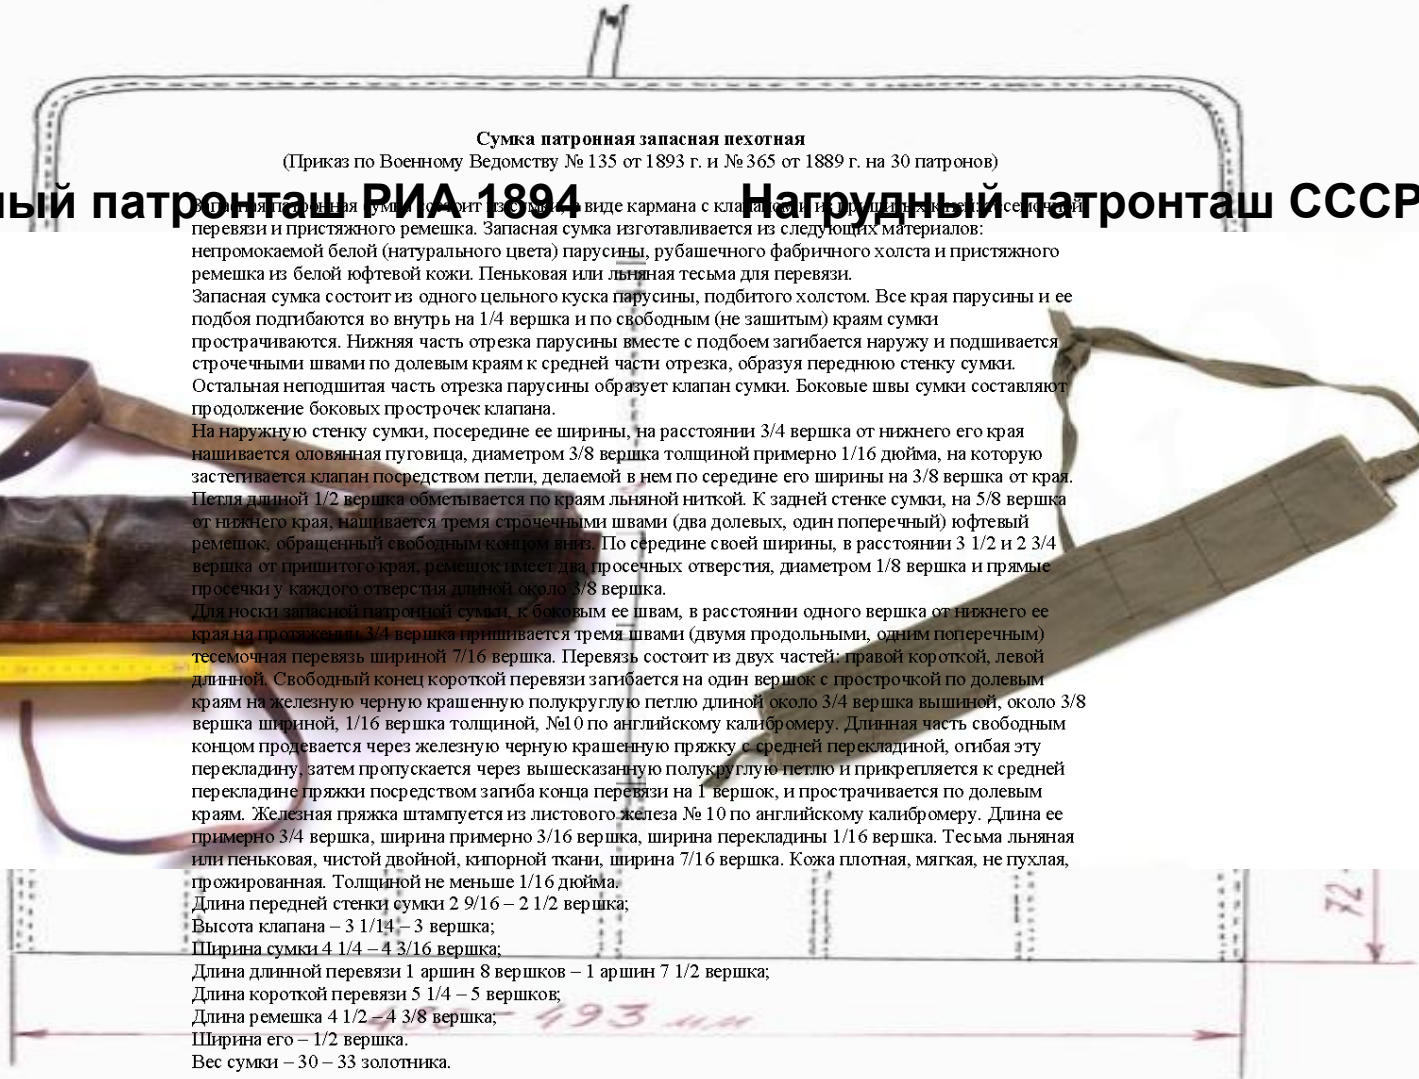 Сумка патронная запасная пехотная
(Приказ по Военному Ведомству № 135 от 1893 г. и № 365 от 1889 г. на 30 патронов)
ный патронташ РИА 1894 Нагрудный патронташ СССР
Запасная патронная сумка состоит из сумки, в виде кармана с клапаном и из пришитых к ней: тесемочной
перевязи и пристяжного ремешка. Запасная сумка изготавливается из следующих материалов:
непромокаемой белой (натурального цвета) парусины, рубашечного фабричного холста и пристяжного
ремешка из белой юфтевой кожи. Пеньковая или льняная тесьма для перевязи.
Запасная сумка состоит из одного цельного куска парусины, подбитого холстом. Все края парусины и ее
подбоя подгибаются во внутрь на 1/4 вершка и по свободным (не зашитым) краям сумки
прострачиваются. Нижняя часть отрезка парусины вместе с подбоем загибается наружу и подшивается
строчечными швами по долевым краям к средней части отрезка, образуя переднюю стенку сумки.
Остальная неподшитая часть отрезка парусины образует клапан сумки. Боковые швы сумки составляют
продолжение боковых прострочек клапана.
На наружную стенку сумки, посередине ее ширины, на расстоянии 3/4 вершка от нижнего его края
нашивается оловянная пуговица, диаметром 3/8 вершка толщиной примерно 1/16 дюйма, на которую
застегивается клапан посредством петли, делаемой в нем по середине его ширины на 3/8 вершка от края.
Петля длиной 1/2 вершка обметывается по краям льняной ниткой. К задней стенке сумки, на 5/8 вершка
от нижнего края, нашивается тремя строчечными швами (два долевых, один поперечный) юфтевый
ремешок, обращенный свободным концом вниз. По середине своей ширины, в расстоянии 3 1/2 и 2 3/4
вершка от пришитого края, ремешок имеет два просечных отверстия, диаметром 1/8 вершка и прямые
просечки у каждого отверстия длиной около 3/8 вершка.
Для носки запасной патронной сумки, к боковым ее швам, в расстоянии одного вершка от нижнего ее
края на протяжении 3/4 вершка пришивается тремя швами (двумя продольными, одним поперечным)
тесемочная перевязь шириной 7/16 вершка. Перевязь состоит из двух частей: правой короткой, левой
длинной. Свободный конец короткой перевязи загибается на один вершок с прострочкой по долевым
краям на железную черную крашенную полукруглую петлю длиной около 3/4 вершка вышиной, около 3/8
вершка шириной, 1/16 вершка толщиной, №10 по английскому калибромеру. Длинная часть свободным
концом продевается через железную черную крашенную пряжку с средней перекладиной, огибая эту
перекладину, затем пропускается через вышесказанную полукруглую петлю и прикрепляется к средней
перекладине пряжки посредством загиба конца перевязи на 1 вершок, и прострачивается по долевым
краям. Железная пряжка штампуется из листового железа № 10 по английскому калибромеру. Длина ее
примерно 3/4 вершка, ширина примерно 3/16 вершка, ширина перекладины 1/16 вершка. Тесьма льняная
или пеньковая, чистой двойной, кипорной ткани, ширина 7/16 вершка. Кожа плотная, мягкая, не пухлая,
прожированная. Толщиной не меньше 1/16 дюйма.
Длина передней стенки сумки 2 9/16 – 2 1/2 вершка;
Высота клапана – 3 1/14 – 3 вершка;
Ширина сумки 4 1/4 – 4 3/16 вершка;
Длина длинной перевязи 1 аршин 8 вершков – 1 аршин 7 1/2 вершка;
Длина короткой перевязи 5 1/4 – 5 вершков;
Длина ремешка 4 1/2 – 4 3/8 вершка;
Ширина его – 1/2 вершка.
Вес сумки – 30 – 33 золотника.
72
– 493 мм